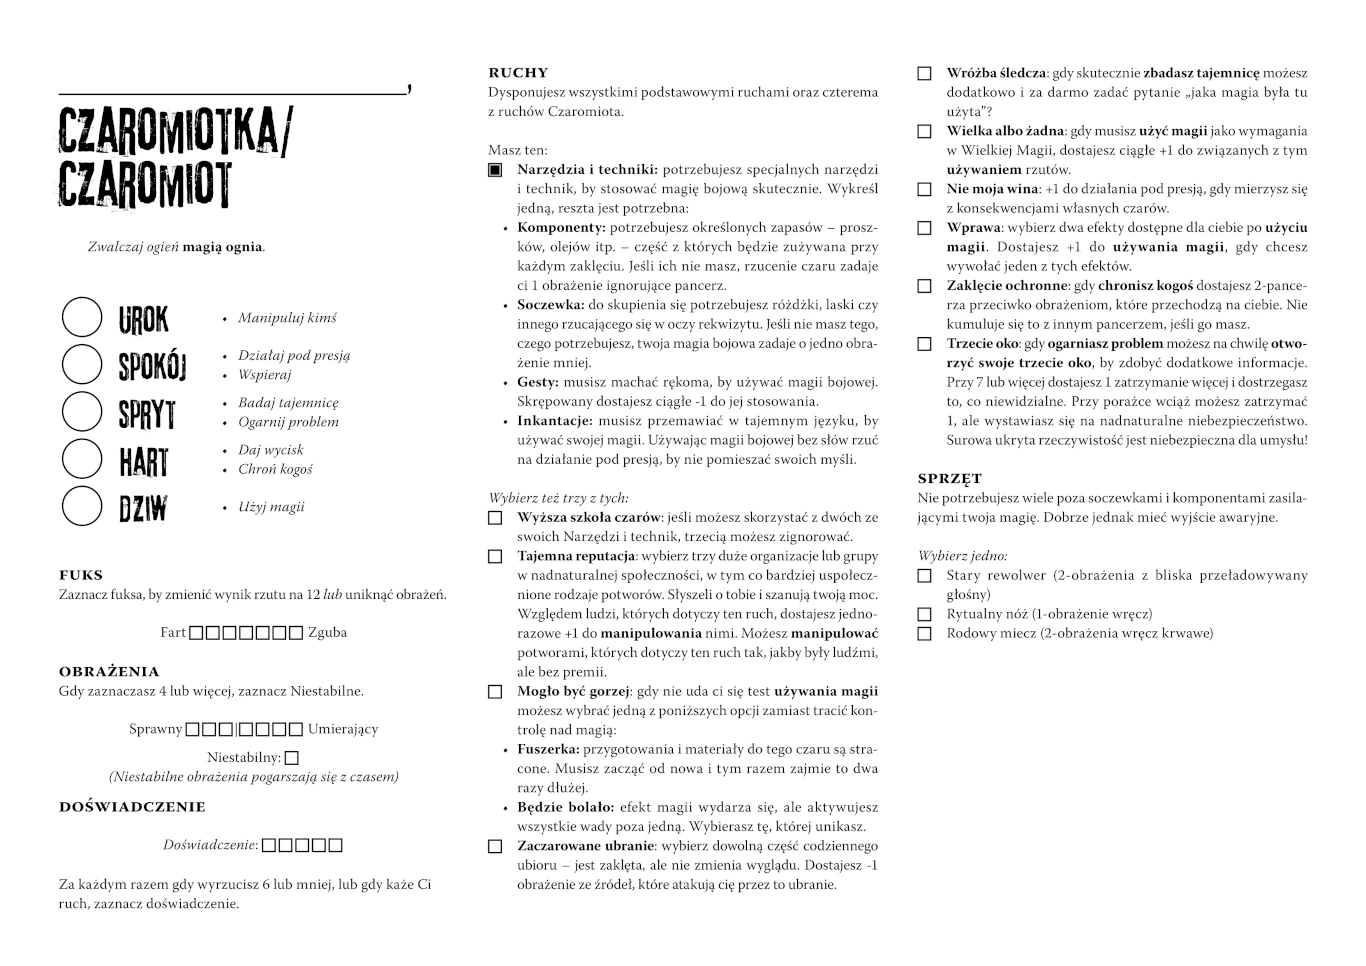 ,
CZAROMIOTKA/
CZAROMIOT
Zwalczaj ogień magią ognia.
UROK
• Manipuluj kimś
SPOKÓJ
• Działaj pod presją
• Wspieraj
SPRYT
• Badaj tajemnicę
• Ogarnij problem
HART
• Daj wycisk
• Chroń kogoś
DZIW
• Użyj magii
FUKS
Zaznacz fuksa, by zmienić wynik rzutu na 12 lub uniknąć obrażeń.
Fart □□□□□□□ Zguba
OBRAŻENIA
Gdy zaznaczasz 4 lub więcej, zaznacz Niestabilne.
Sprawny □□□|□□□□ Umierający
Niestabilny: □
(Niestabilne obrażenia pogarszają się z czasem)
DOŚWIADCZENIE
Doświadczenie: □□□□□
Za każdym razem gdy wyrzucisz 6 lub mniej, lub gdy każe Ci
ruch, zaznacz doświadczenie.
RUCHY
Dysponujesz wszystkimi podstawowymi ruchami oraz czterema
z ruchów Czaromiota.
Masz ten:
▣ Narzędzia i techniki: potrzebujesz specjalnych narzędzi
i technik, by stosować magię bojową skutecznie. Wykreśl
jedną, reszta jest potrzebna:
• Komponenty: potrzebujesz określonych zapasów – prosz-
ków, olejów itp. – część z których będzie zużywana przy
każdym zaklęciu. Jeśli ich nie masz, rzucenie czaru zadaje
ci 1 obrażenie ignorujące pancerz.
• Soczewka: do skupienia się potrzebujesz różdżki, laski czy
innego rzucającego się w oczy rekwizytu. Jeśli nie masz tego,
czego potrzebujesz, twoja magia bojowa zadaje o jedno obra-
żenie mniej.
• Gesty: musisz machać rękoma, by używać magii bojowej.
Skrępowany dostajesz ciągłe -1 do jej stosowania.
• Inkantacje: musisz przemawiać w tajemnym języku, by
używać swojej magii. Używając magii bojowej bez słów rzuć
na działanie pod presją, by nie pomieszać swoich myśli.
Wybierz też trzy z tych:
□ Wyższa szkoła czarów: jeśli możesz skorzystać z dwóch ze
swoich Narzędzi i technik, trzecią możesz zignorować.
□ Tajemna reputacja: wybierz trzy duże organizacje lub grupy
w nadnaturalnej społeczności, w tym co bardziej uspołecz-
nione rodzaje potworów. Słyszeli o tobie i szanują twoją moc.
Względem ludzi, których dotyczy ten ruch, dostajesz jedno-
razowe +1 do manipulowania nimi. Możesz manipulować
potworami, których dotyczy ten ruch tak, jakby były ludźmi,
ale bez premii.
□ Mogło być gorzej: gdy nie uda ci się test używania magii
możesz wybrać jedną z poniższych opcji zamiast tracić kon-
trolę nad magią:
• Fuszerka: przygotowania i materiały do tego czaru są stra-
cone. Musisz zacząć od nowa i tym razem zajmie to dwa
razy dłużej.
• Będzie bolało: efekt magii wydarza się, ale aktywujesz
wszystkie wady poza jedną. Wybierasz tę, której unikasz.
□ Zaczarowane ubranie: wybierz dowolną część codziennego
ubioru – jest zaklęta, ale nie zmienia wyglądu. Dostajesz -1
obrażenie ze źródeł, które atakują cię przez to ubranie.
□ Wróżba śledcza: gdy skutecznie zbadasz tajemnicę możesz
dodatkowo i za darmo zadać pytanie „jaka magia była tu
użyta”?
□ Wielka albo żadna: gdy musisz użyć magii jako wymagania
w Wielkiej Magii, dostajesz ciągłe +1 do związanych z tym
używaniem rzutów.
□ Nie moja wina: +1 do działania pod presją, gdy mierzysz się
z konsekwencjami własnych czarów.
□ Wprawa: wybierz dwa efekty dostępne dla ciebie po użyciu
magii. Dostajesz +1 do używania magii, gdy chcesz
wywołać jeden z tych efektów.
□ Zaklęcie ochronne: gdy chronisz kogoś dostajesz 2-pance-
rza przeciwko obrażeniom, które przechodzą na ciebie. Nie
kumuluje się to z innym pancerzem, jeśli go masz.
□ Trzecie oko: gdy ogarniasz problem możesz na chwilę otwo-
rzyć swoje trzecie oko, by zdobyć dodatkowe informacje.
Przy 7 lub więcej dostajesz 1 zatrzymanie więcej i dostrzegasz
to, co niewidzialne. Przy porażce wciąż możesz zatrzymać
1, ale wystawiasz się na nadnaturalne niebezpieczeństwo.
Surowa ukryta rzeczywistość jest niebezpieczna dla umysłu!
SPRZĘT
Nie potrzebujesz wiele poza soczewkami i komponentami zasila-
jącymi twoja magię. Dobrze jednak mieć wyjście awaryjne.
Wybierz jedno:
□ Stary rewolwer (2-obrażenia z bliska przeładowywany
głośny)
□ Rytualny nóż (1-obrażenie wręcz)
□ Rodowy miecz (2-obrażenia wręcz krwawe)